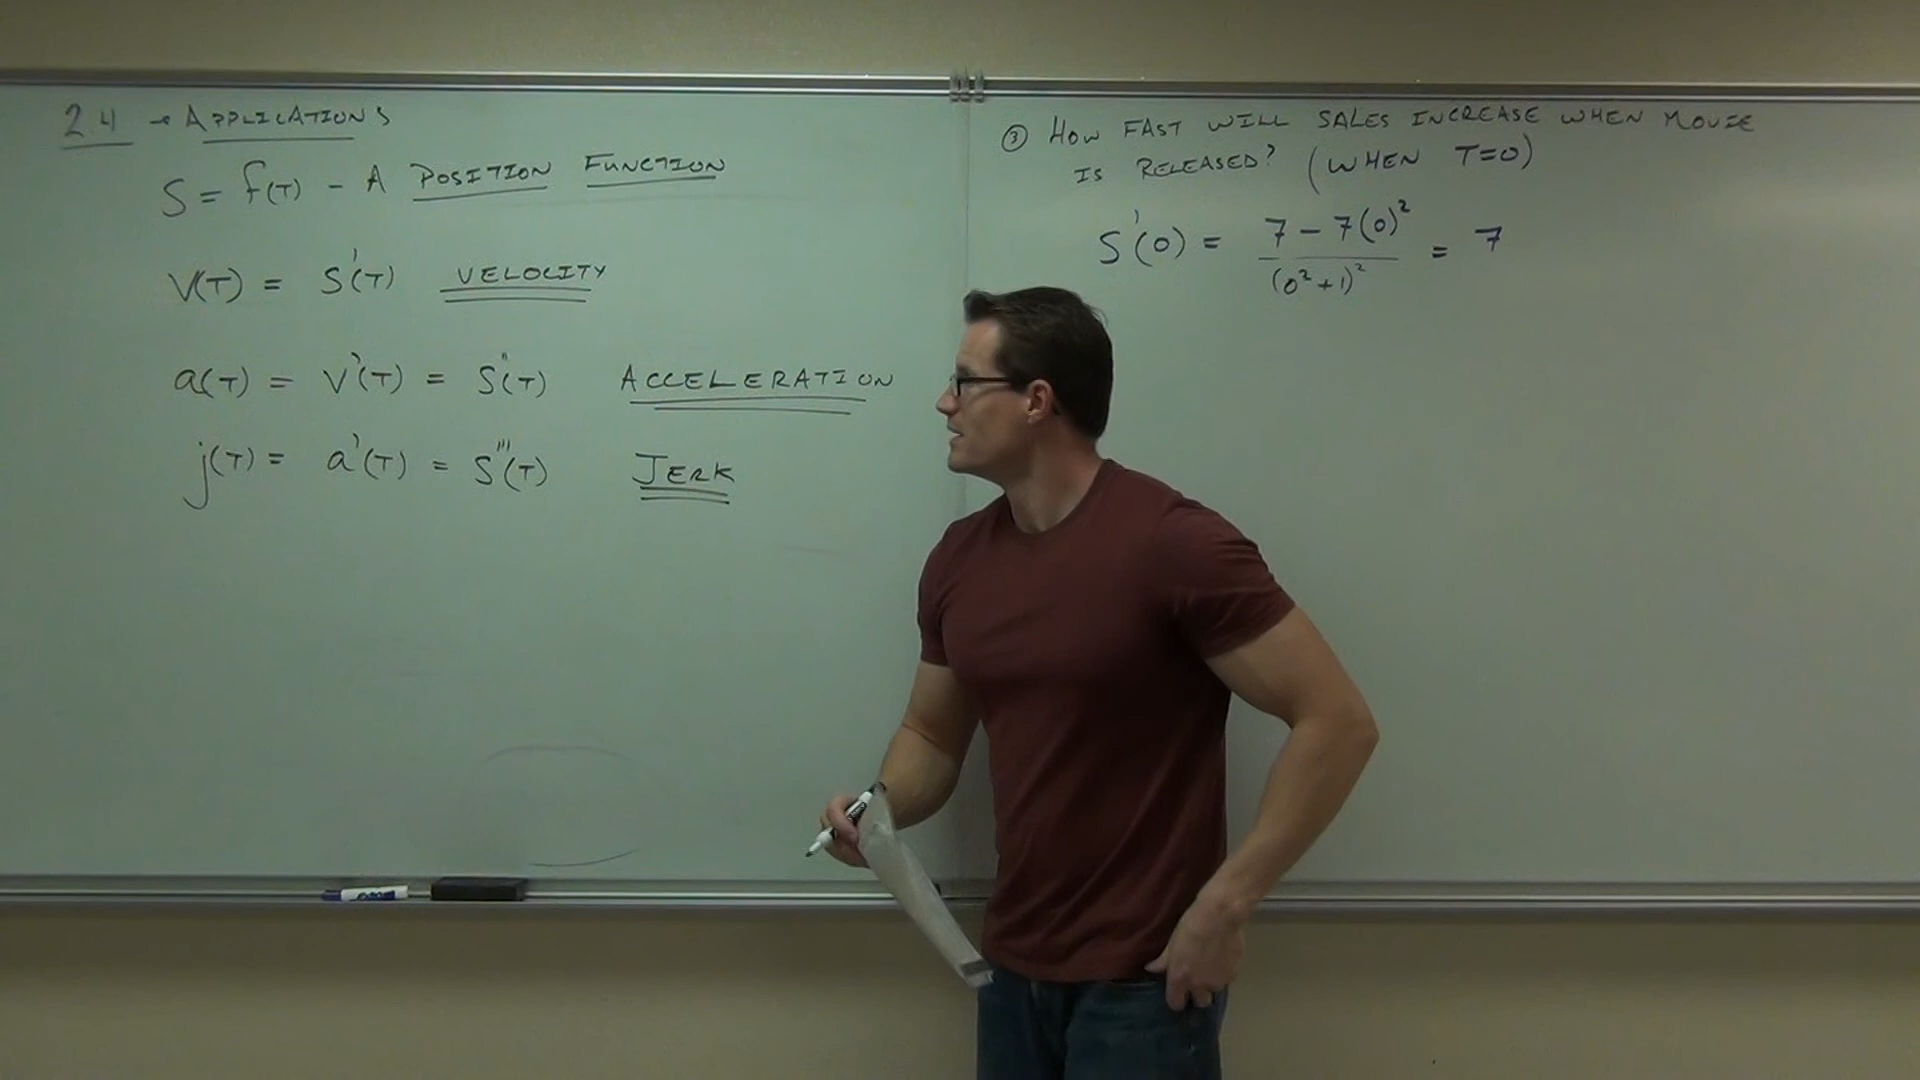 2.4 → APPLICATIONS
S = f(T) - A POSITION FUNCTION
V(T) = S'(T) VELOCITY
a(T) = V'(T) = S''(T) ACCELERATION
j(T) = a'(T) = S'''(T) JERK
③ HOW FAST WILL SALES INCREASE WHEN MOVIE
IS RELEASED? (WHEN T=0)
S'(0) = 7 - 7(0)² / (0² + 1)² = 7